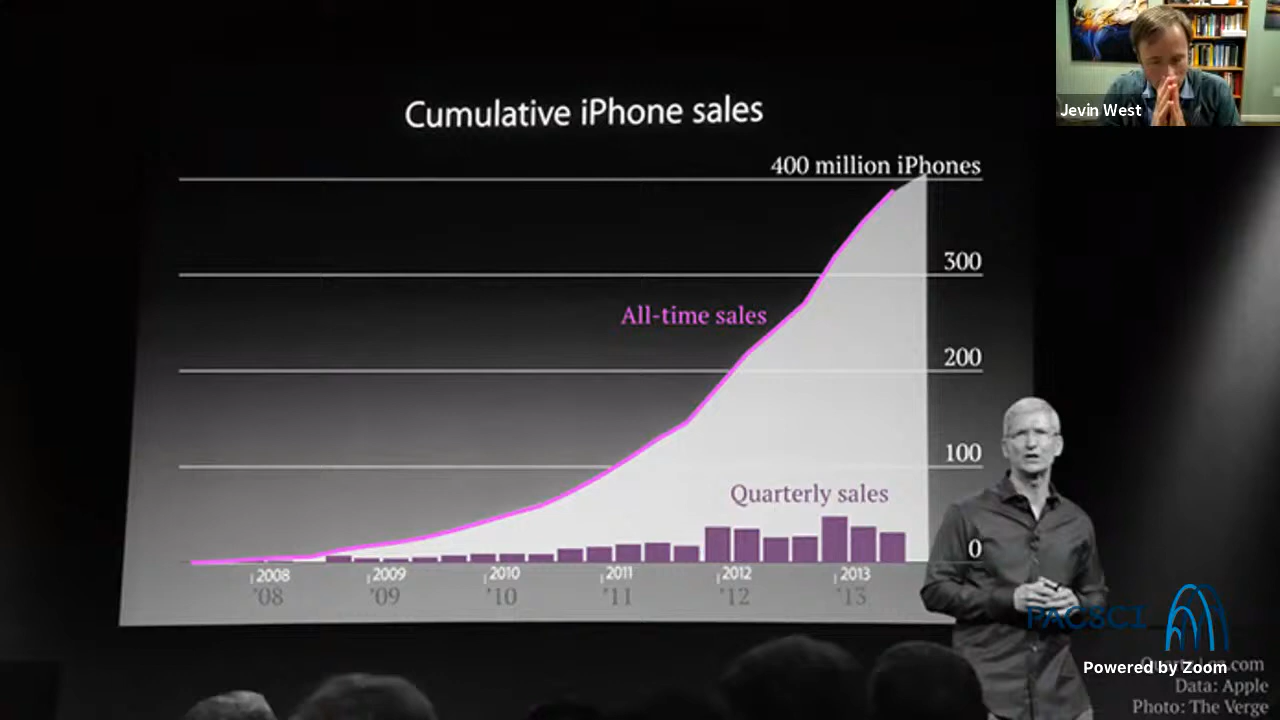 Jevin West
Cumulative iPhone sales
400 million iPhones
300
All-time sales
200
100
Quarterly sales
0
2008 2009 2010 2011 2012 2013
'08 '09 '10 '11 '12 '13
PACSCI
Powered by Zoom
Data: Apple
Photo: The Verge